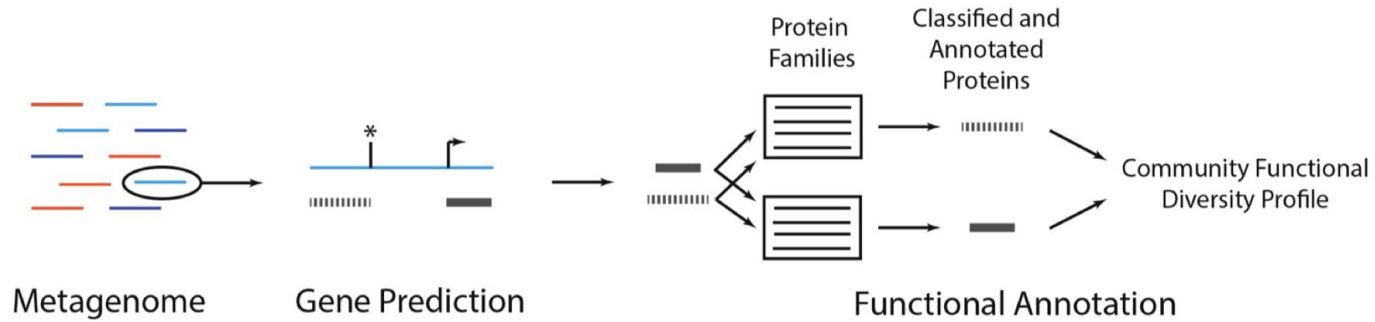 Protein
Families
Classified and
Annotated
Proteins
*
Community Functional
Diversity Profile
Metagenome
Gene Prediction
Functional Annotation